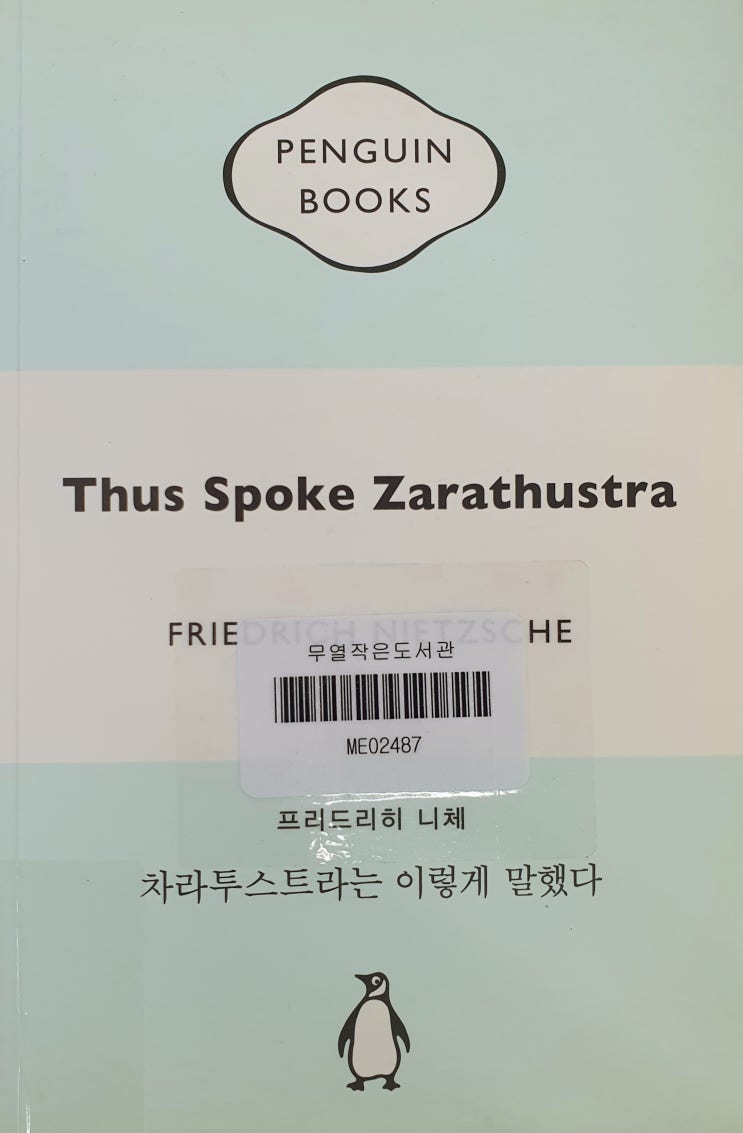 PENGUIN
BOOKS
Thus Spoke Zarathustra
FRIEDRICH NIETZSCHE
무열작은도서관
ME02487
프리드리히 니체
차라투스트라는 이렇게 말했다